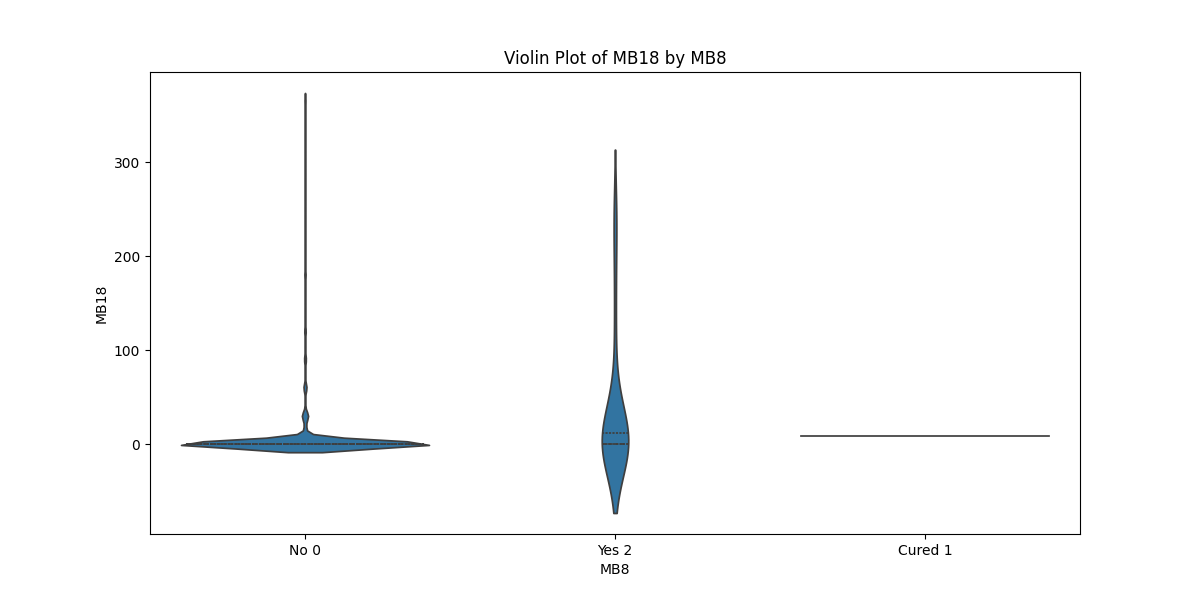 Violin Plot of MB18 by MB8
300
200
100
0
MB18
No 0
Yes 2
Cured 1
MB8